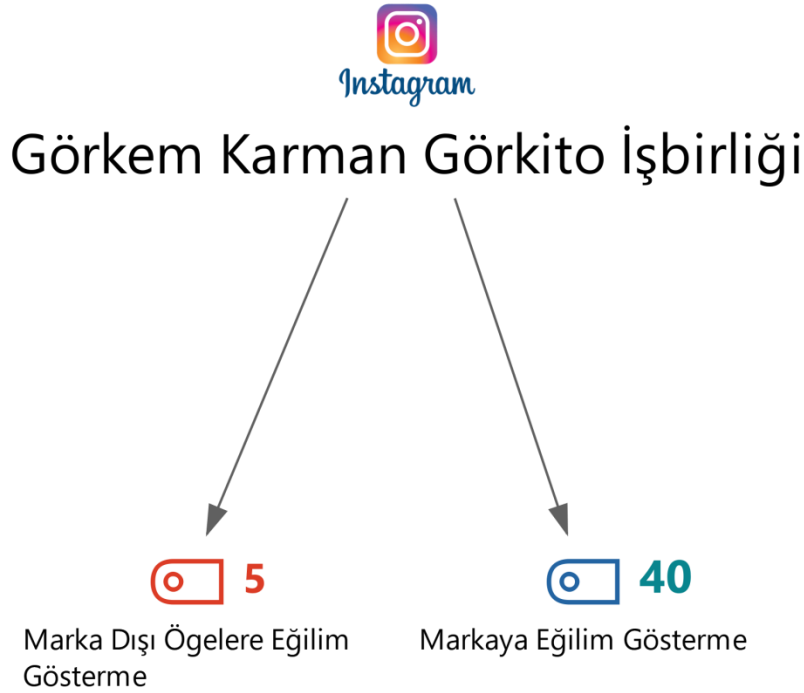 Instagram
Görkem Karman Görkito İşbirliği
5
40
Marka Dışı Ögelere Eğilim
Gösterme
Markaya Eğilim Gösterme